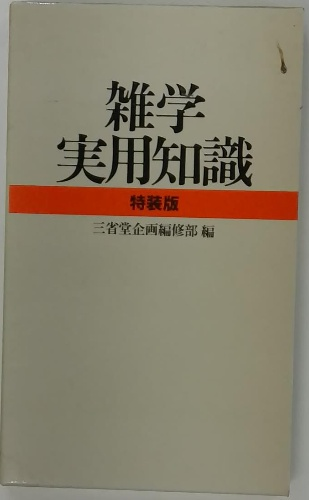 雑学
実用知識
特装版
三省堂企画編修部 編